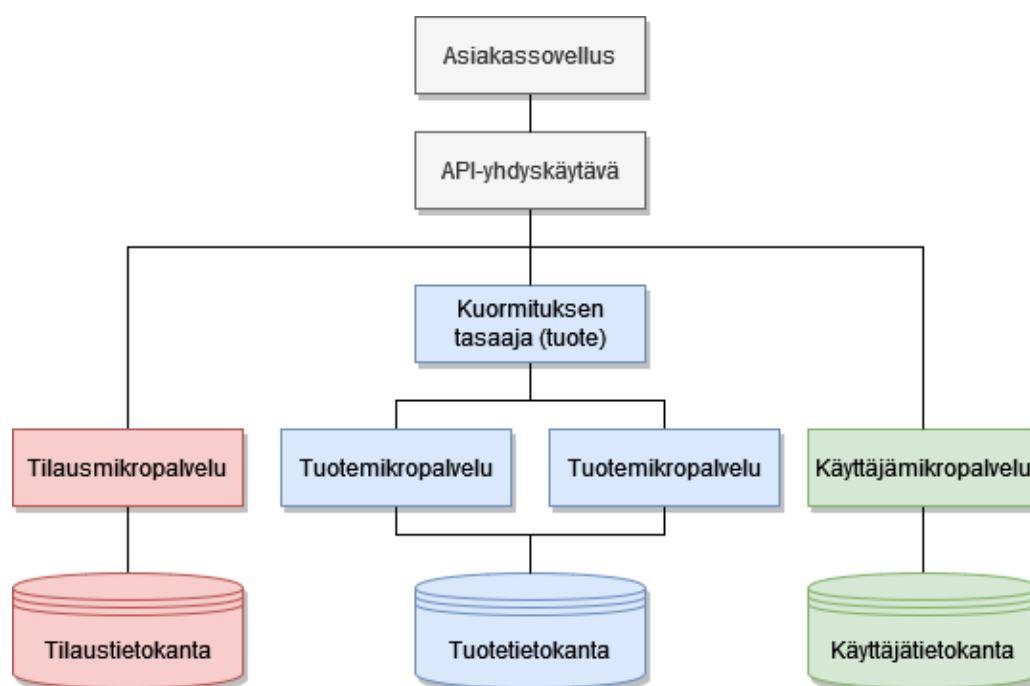 Asiakassovellus
API-yhdyskäytävä
Kuormituksen
tasaaja (tuote)
Tilausmikropalvelu
Tuotemikropalvelu
Tuotemikropalvelu
Käyttäjämikropalvelu
Tilaustietokanta
Tuotetietokanta
Käyttäjätietokanta